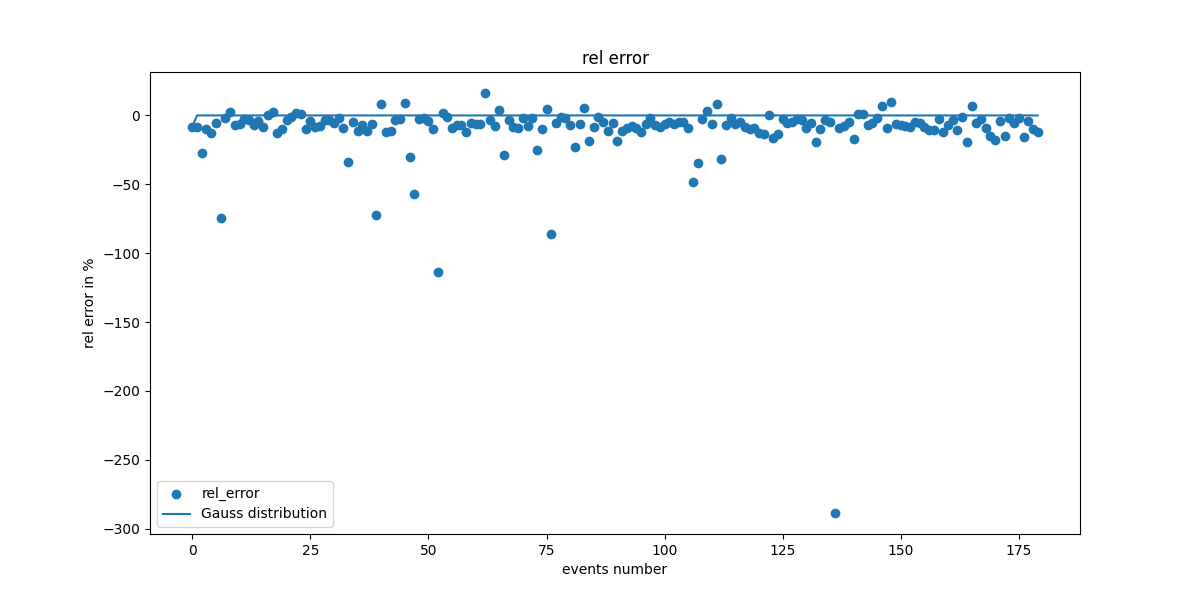 rel error
0
−50
−100
−150
−200
−250
−300
rel error in %
rel_error
Gauss distribution
0 25 50 75 100 125 150 175
events number